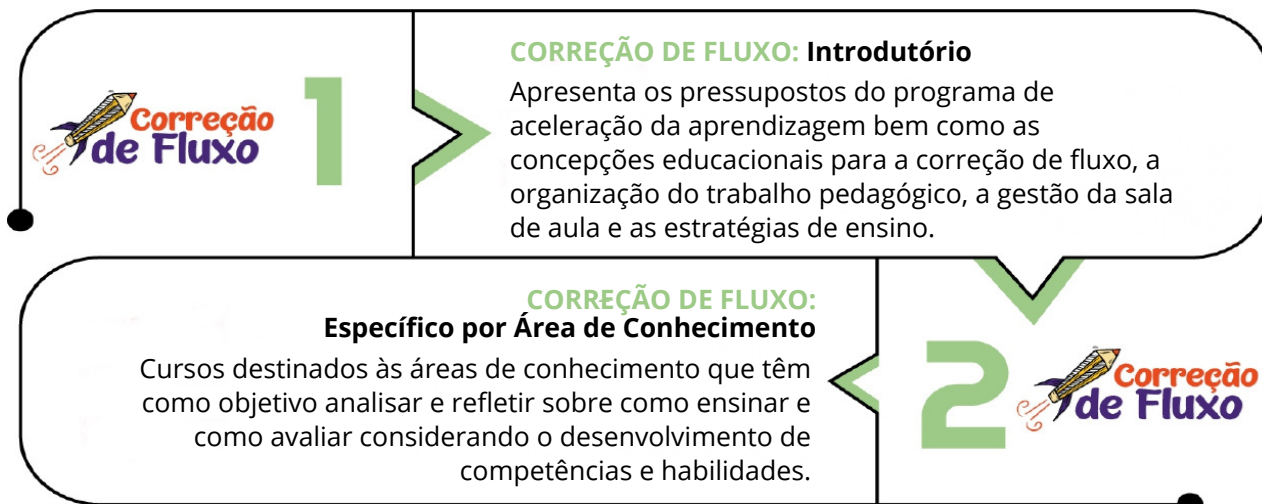 Correção
de Fluxo
1
CORREÇÃO DE FLUXO: Introdutório
Apresenta os pressupostos do programa de
aceleração da aprendizagem bem como as
concepções educacionais para a correção de fluxo, a
organização do trabalho pedagógico, a gestão da sala
de aula e as estratégias de ensino.
CORREÇÃO DE FLUXO:
Específico por Área de Conhecimento
Cursos destinados às áreas de conhecimento que têm
como objetivo analisar e refletir sobre como ensinar e
como avaliar considerando o desenvolvimento de
competências e habilidades.
2
Correção
de Fluxo